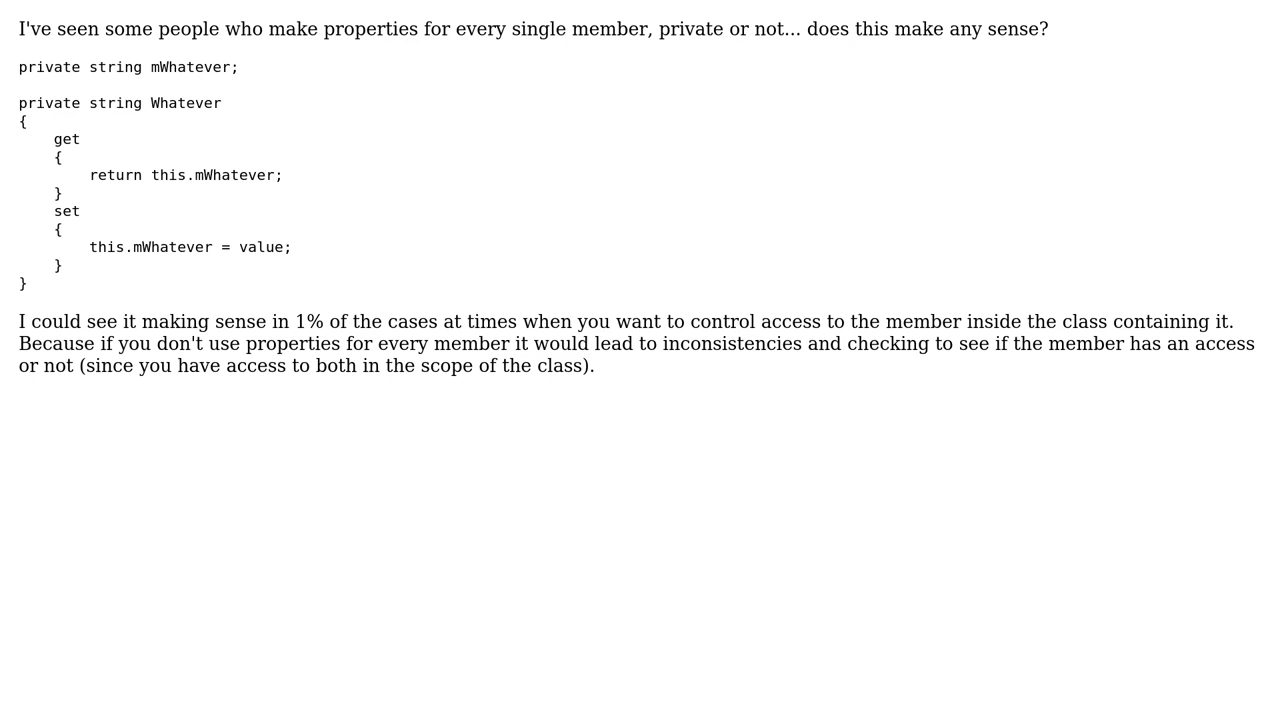 I've seen some people who make properties for every single member, private or not... does this make any sense?
private string mWhatever;
private string Whatever
{
    get
    {
        return this.mWhatever;
    }
    set
    {
        this.mWhatever = value;
    }
}
I could see it making sense in 1% of the cases at times when you want to control access to the member inside the class containing it.
Because if you don't use properties for every member it would lead to inconsistencies and checking to see if the member has an access
or not (since you have access to both in the scope of the class).